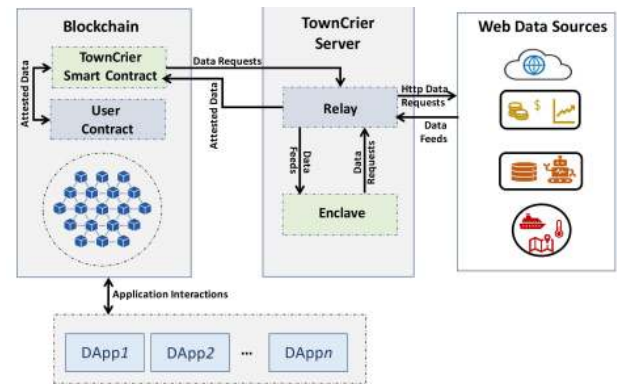 Blockchain
TownCrier
Smart Contract
User
Contract
Attested Data
Data Requests
Attested Data
TownCrier
Server
Relay
Data
Feeds
Data
Requests
Enclave
Http Data
Requests
Data
Feeds
Web Data Sources
$
Application Interactions
DApp1
DApp2
...
DAppn